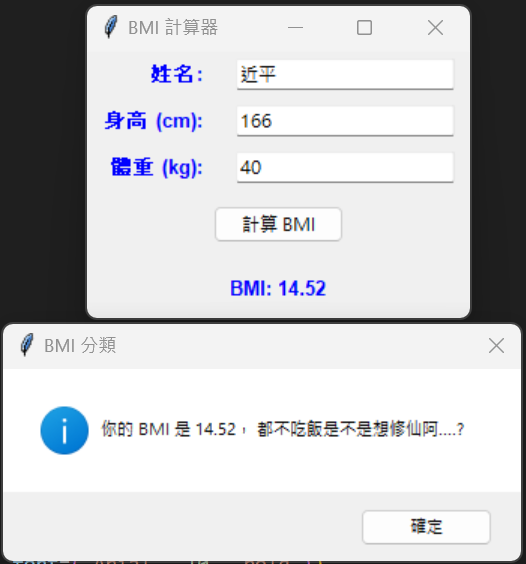 BMI 計算器
姓名:
近平
身高 (cm):
166
體重 (kg):
40
計算 BMI
BMI: 14.52
BMI 分類
你的 BMI 是 14.52， 都不吃飯是不是想修仙阿....?
確定